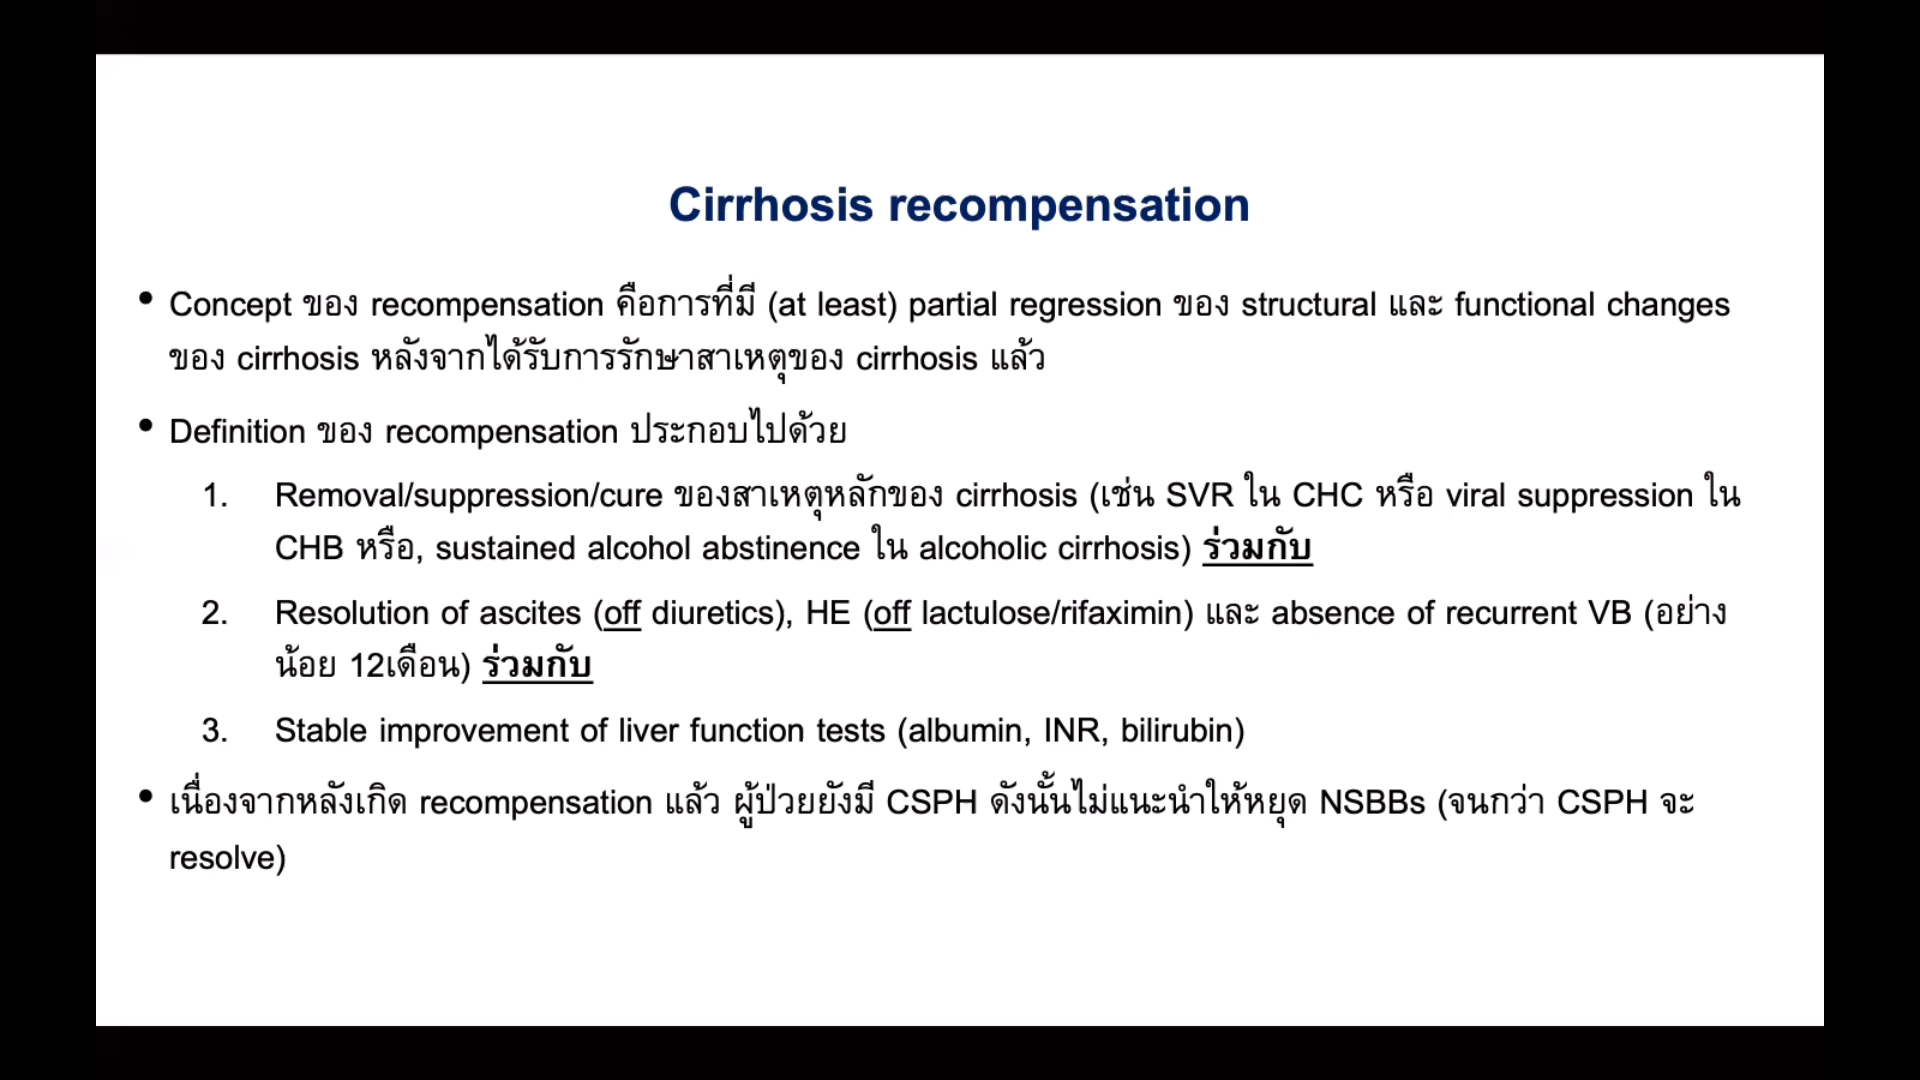 Cirrhosis recompensation
• Concept ของ recompensation คือการที่มี (at least) partial regression ของ structural และ functional changes
ของ cirrhosis หลังจากได้รับการรักษาสาเหตุของ cirrhosis แล้ว
• Definition ของ recompensation ประกอบไปด้วย
1. Removal/suppression/cure ของสาเหตุหลักของ cirrhosis (เช่น SVR ใน CHC หรือ viral suppression ใน
CHB หรือ, sustained alcohol abstinence ใน alcoholic cirrhosis) ร่วมกับ
2. Resolution of ascites (off diuretics), HE (off lactulose/rifaximin) และ absence of recurrent VB (อย่าง
น้อย 12เดือน) ร่วมกับ
3. Stable improvement of liver function tests (albumin, INR, bilirubin)
• เนื่องจากหลังเกิด recompensation แล้ว ผู้ป่วยยังมี CSPH ดังนั้นไม่แนะนำให้หยุด NSBBs (จนกว่า CSPH จะ
resolve)